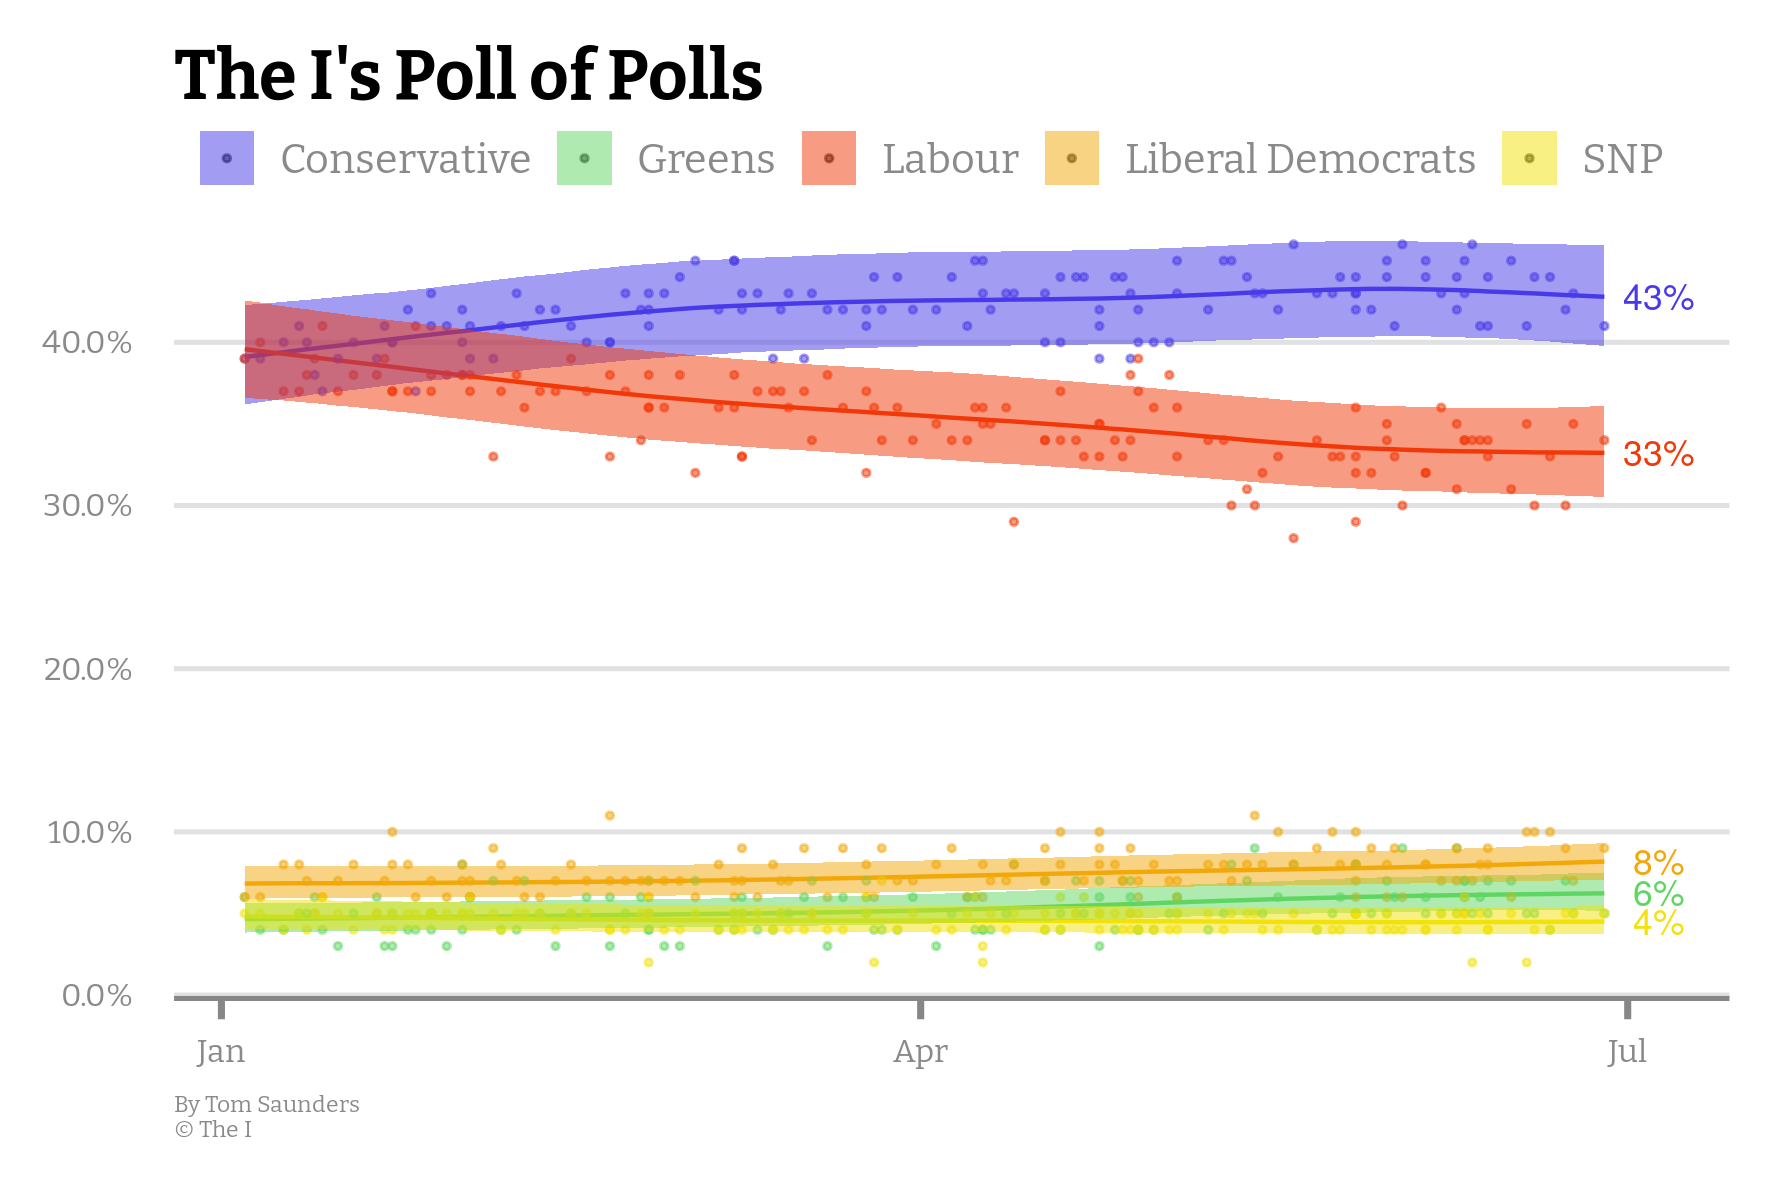 The I's Poll of Polls
Conservative Greens Labour Liberal Democrats SNP
43%
40.0%
33%
30.0%
20.0%
10.0%
8%
6%
4%
0.0%
Jan Apr Jul
By Tom Saunders
© The I